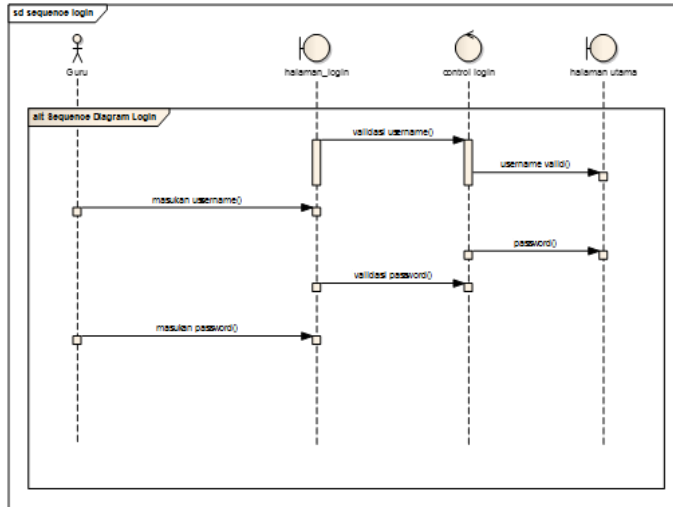 sd sequence login
Guru
halaman_login
control login
halaman utama
alt Sequence Diagram Login
validasi username()
username valid()
masukan ussername()
password()
validasi password()
masukan password()